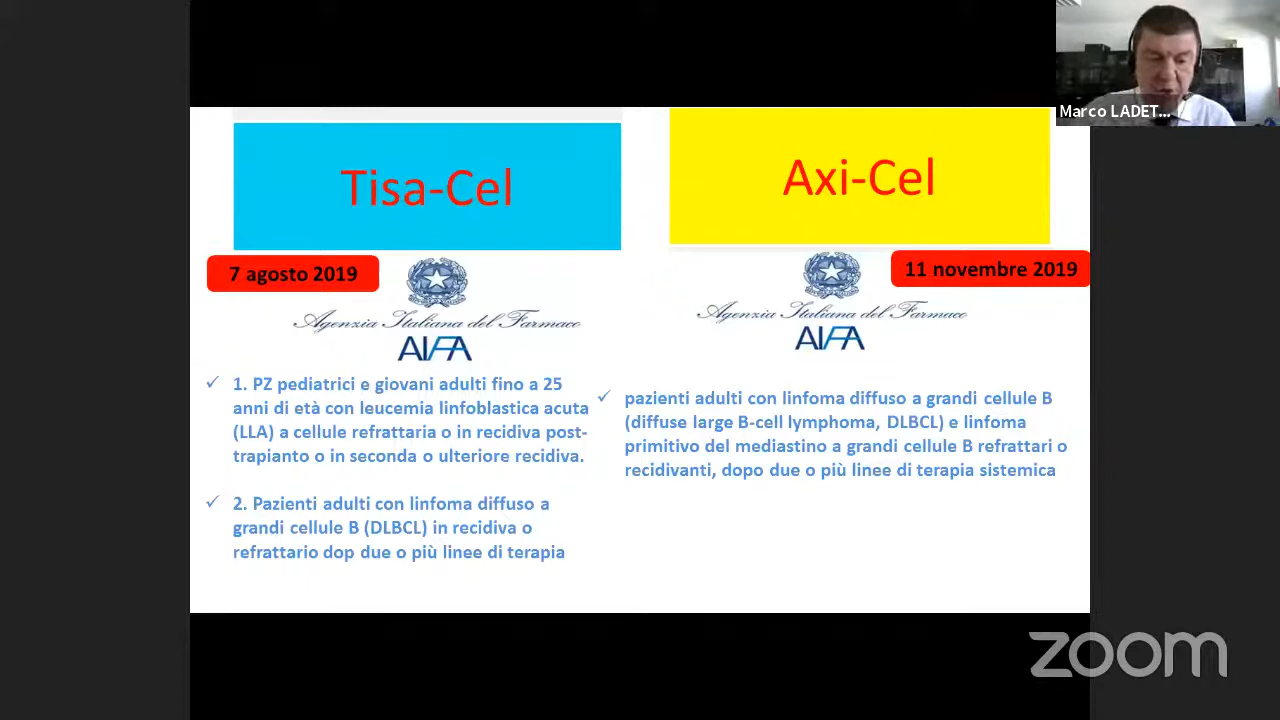 Marco LADET...
Tisa-Cel
7 agosto 2019
Agenzia Italiana del Farmaco
AIFA
✓ 1. PZ pediatrici e giovani adulti fino a 25
anni di età con leucemia linfoblastica acuta
(LLA) a cellule refrattaria o in recidiva post-
trapianto o in seconda o ulteriore recidiva.
✓ 2. Pazienti adulti con linfoma diffuso a
grandi cellule B (DLBCL) in recidiva o
refrattario dop due o più linee di terapia
Axi-Cel
11 novembre 2019
Agenzia Italiana del Farmaco
AIFA
✓ pazienti adulti con linfoma diffuso a grandi cellule B
(diffuse large B-cell lymphoma, DLBCL) e linfoma
primitivo del mediastino a grandi cellule B refrattari o
recidivanti, dopo due o più linee di terapia sistemica
zoom